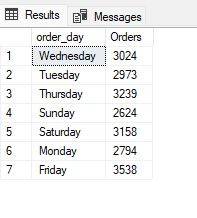 Results Messages
order_day Orders
1 Wednesday 3024
2 Tuesday 2973
3 Thursday 3239
4 Sunday 2624
5 Saturday 3158
6 Monday 2794
7 Friday 3538